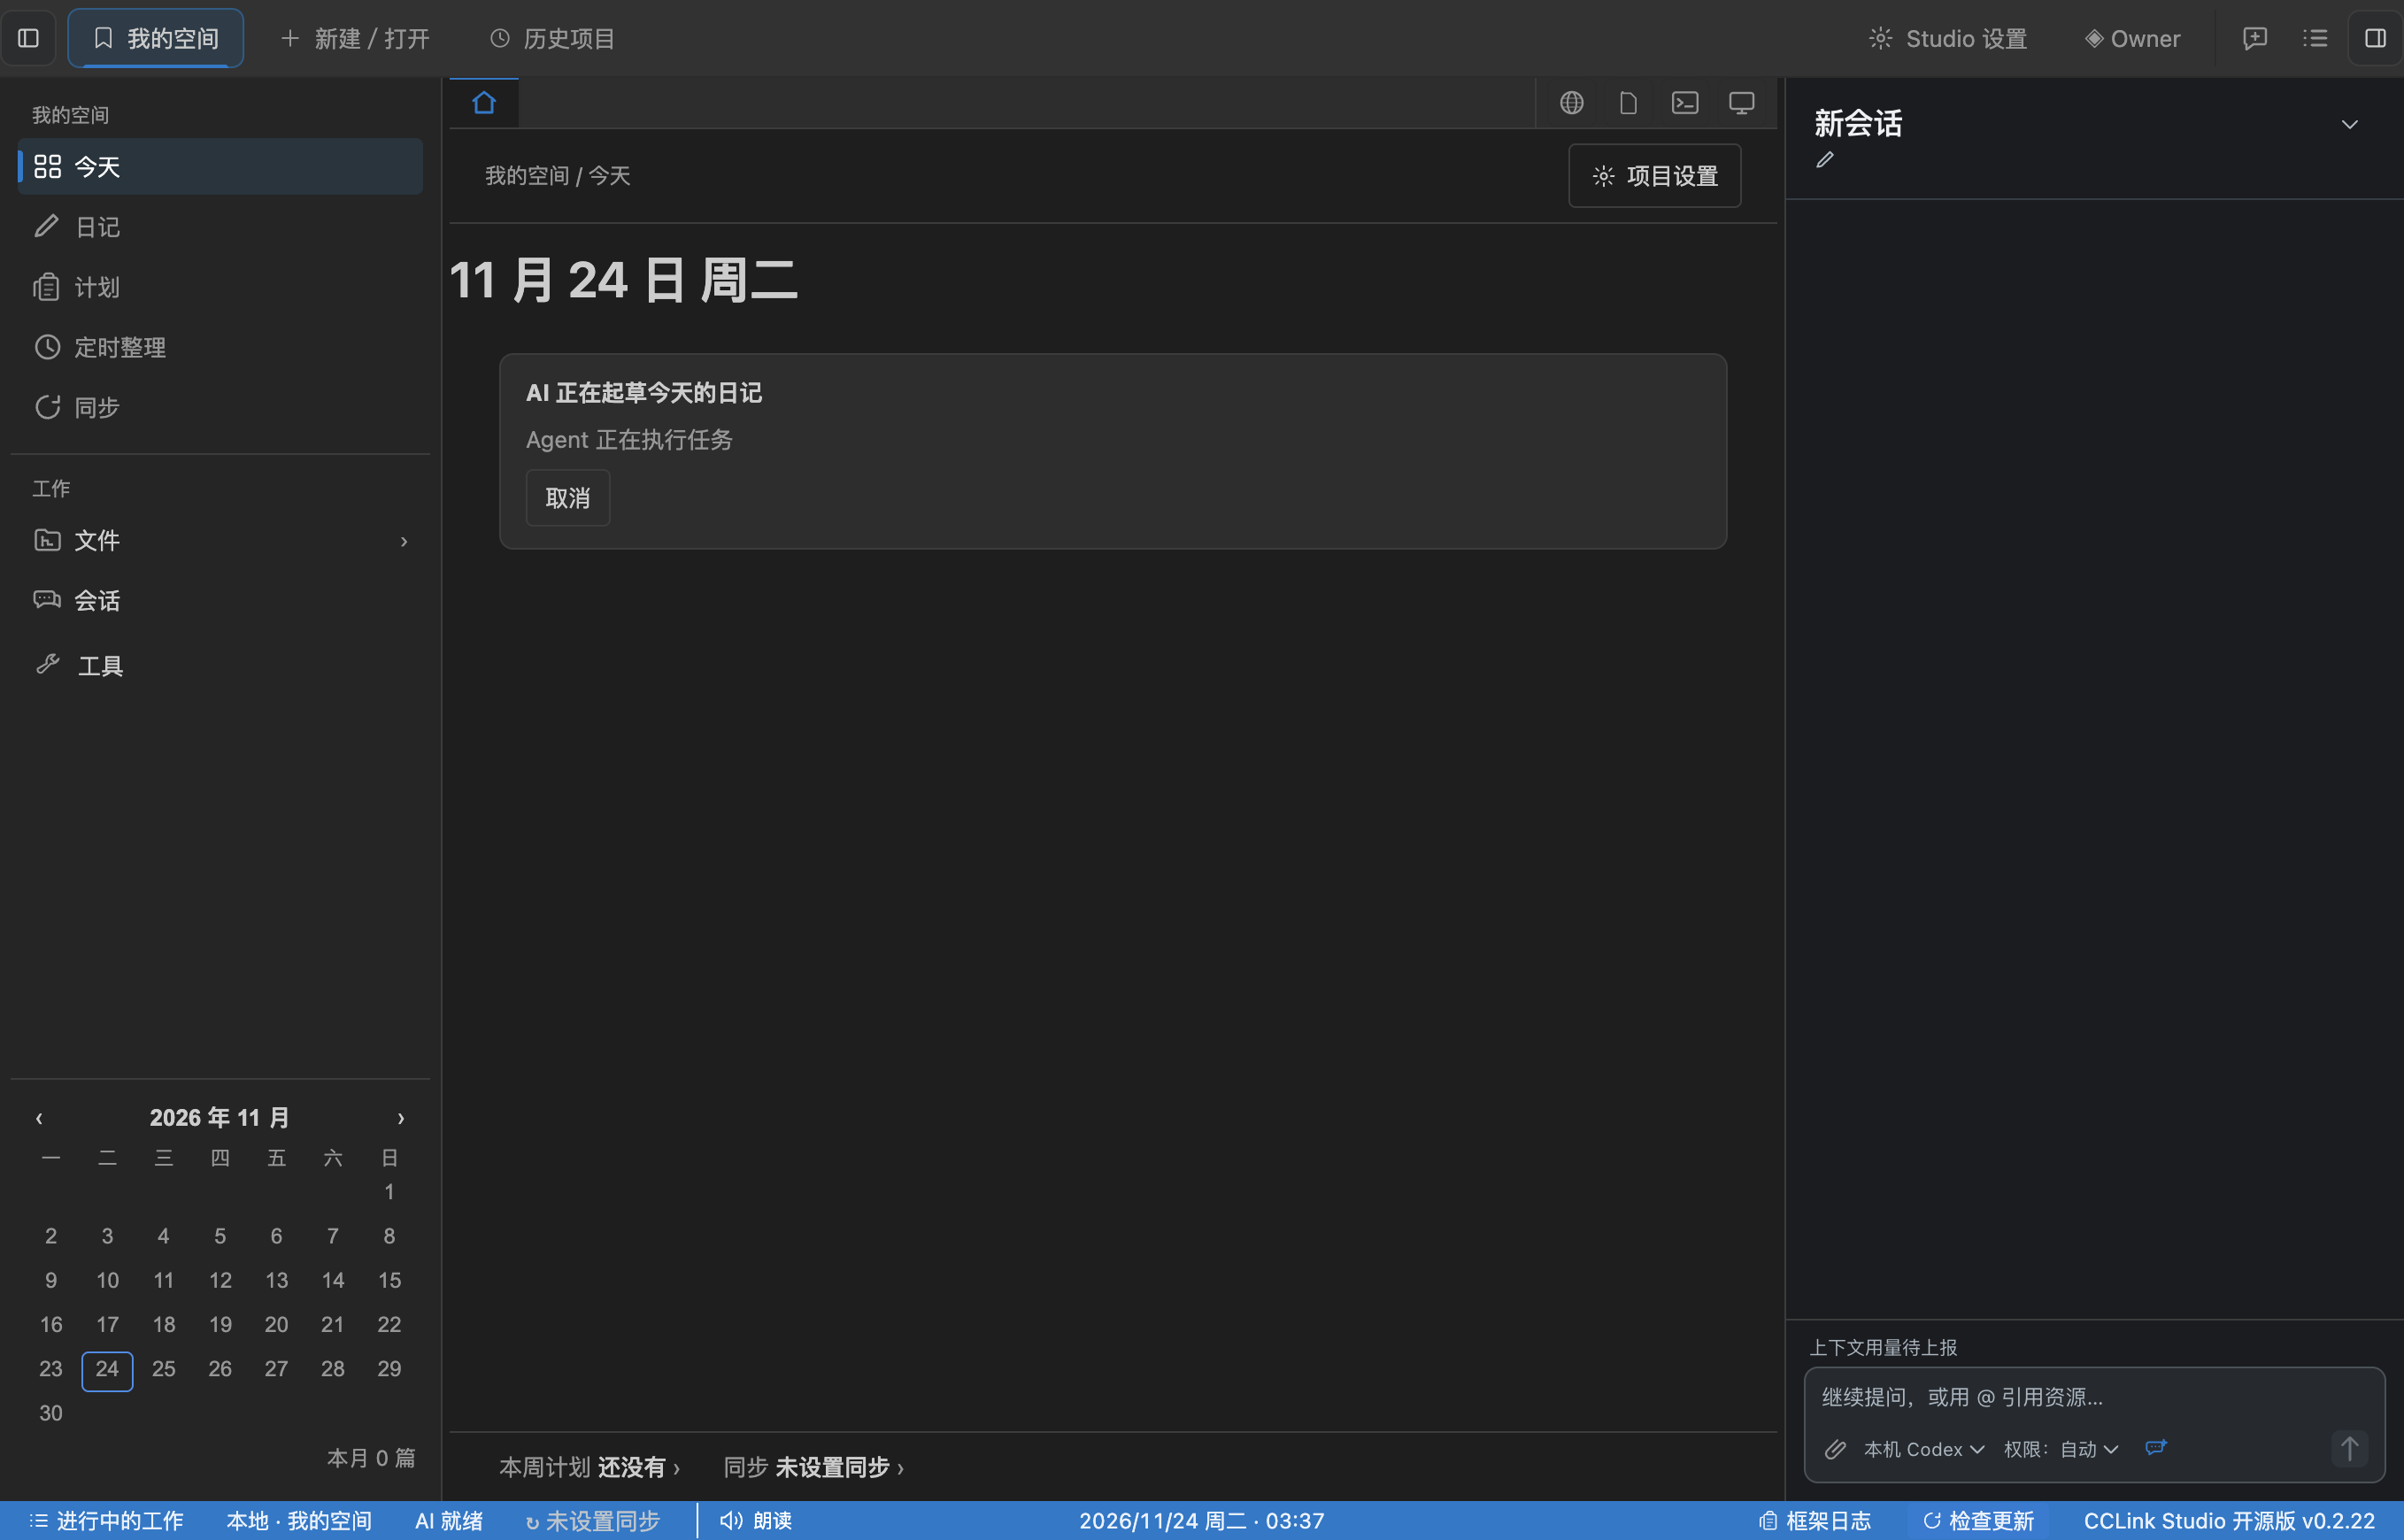 我的空间
新建 / 打开
历史项目
Studio 设置
Owner
我的空间
今天
日记
计划
定时整理
同步
工作
文件
会话
工具
2026 年 11 月
一 二 三 四 五 六 日
1
2 3 4 5 6 7 8
9 10 11 12 13 14 15
16 17 18 19 20 21 22
23 24 25 26 27 28 29
30
本月 0 篇
我的空间 / 今天
项目设置
11 月 24 日 周二
AI 正在起草今天的日记
Agent 正在执行任务
取消
本周计划 还没有 ›
同步 未设置同步 ›
新会话
上下文用量待上报
继续提问，或用 @ 引用资源...
本机 Codex
权限：自动
进行中的工作
本地 · 我的空间
AI 就绪
未设置同步
朗读
2026/11/24 周二 · 03:37
框架日志
检查更新
CCLink Studio 开源版 v0.2.22